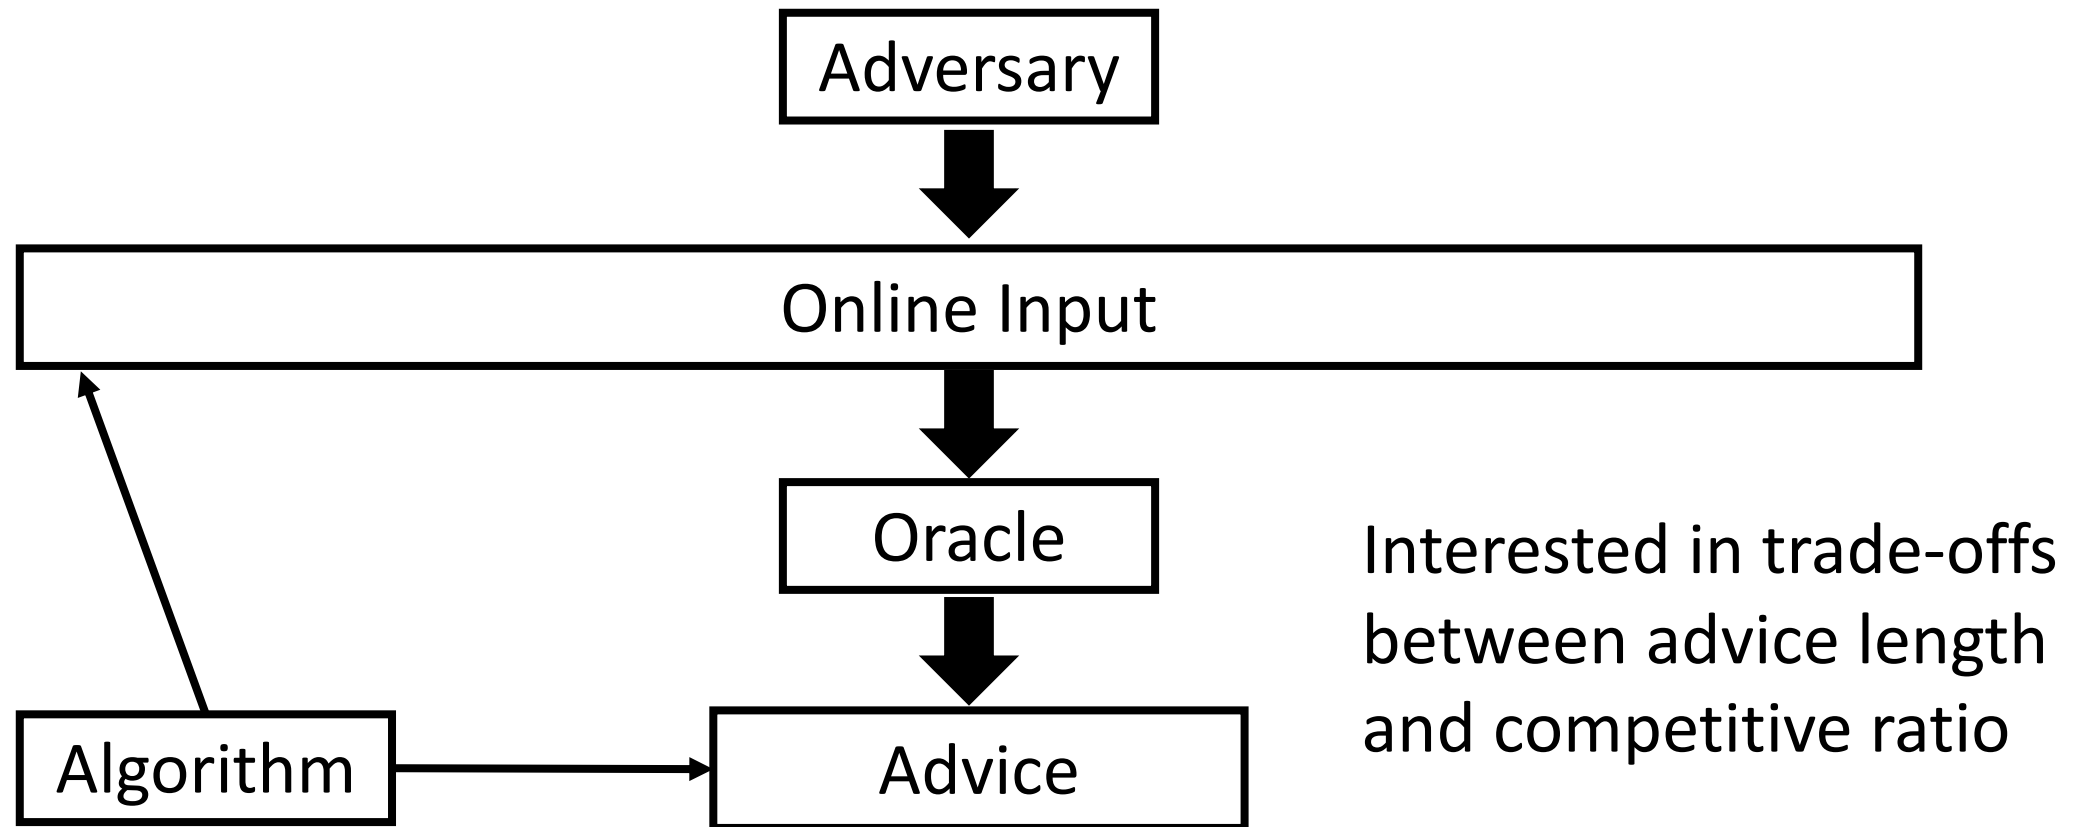 Adversary
Online Input
Oracle
Interested in trade-offs
between advice length
and competitive ratio
Algorithm
Advice